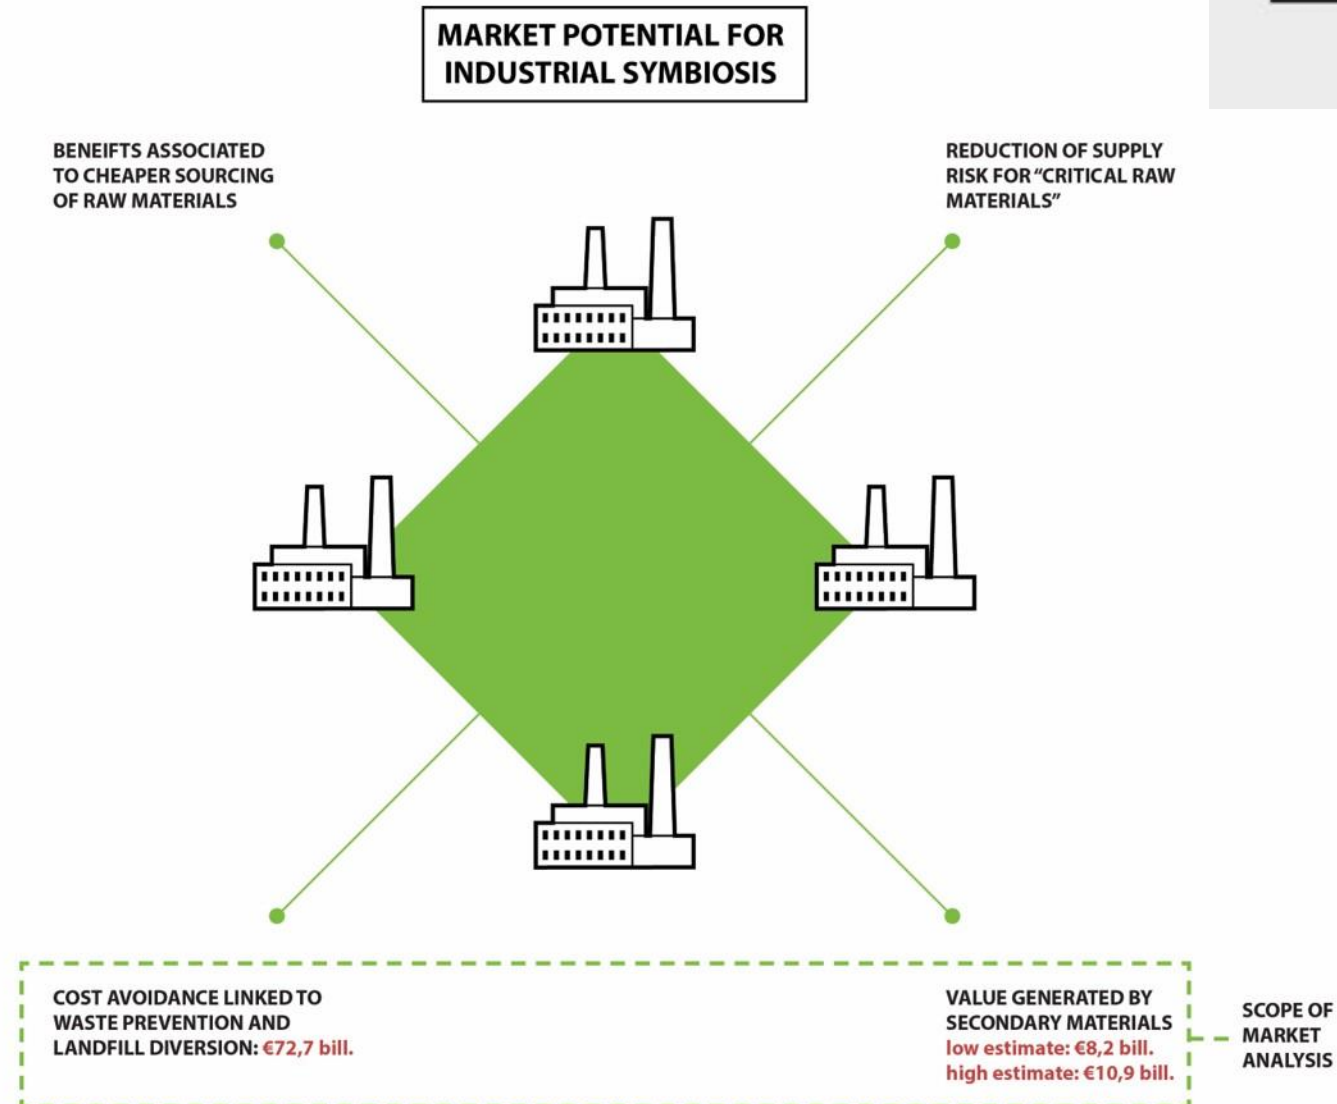 MARKET POTENTIAL FOR
INDUSTRIAL SYMBIOSIS
BENEIFTS ASSOCIATED
TO CHEAPER SOURCING
OF RAW MATERIALS
REDUCTION OF SUPPLY
RISK FOR “CRITICAL RAW
MATERIALS”
COST AVOIDANCE LINKED TO
WASTE PREVENTION AND
LANDFILL DIVERSION: €72,7 bill.
VALUE GENERATED BY
SECONDARY MATERIALS
low estimate: €8,2 bill.
high estimate: €10,9 bill.
SCOPE OF
MARKET
ANALYSIS